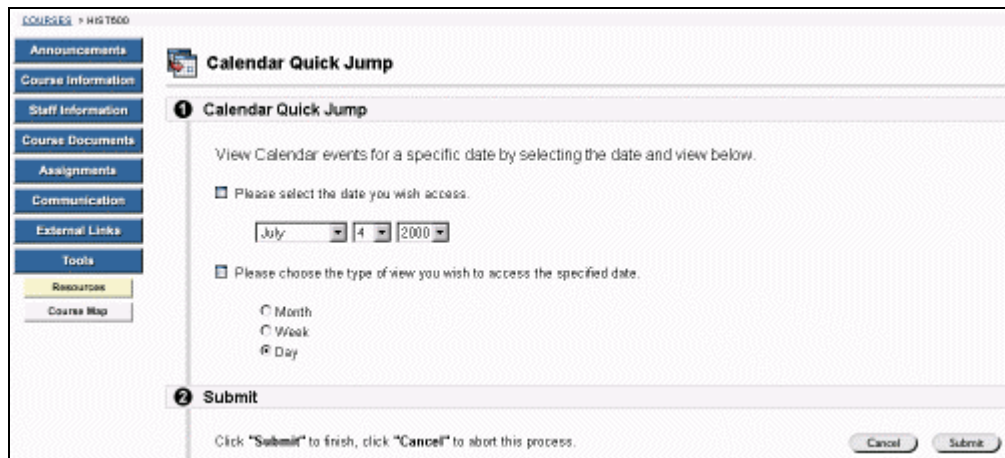 COURSES > HIST600
Announcements
Course Information
Staff Information
Course Documents
Assignments
Communication
External Links
Tools
Resources
Course Map
Calendar Quick Jump
1 Calendar Quick Jump
View Calendar events for a specific date by selecting the date and view below.
Please select the date you wish access.
July 4 2000
Please choose the type of view you wish to access the specified date.
Month
Week
Day
2 Submit
Click "Submit" to finish, click "Cancel" to abort this process.
Cancel Submit